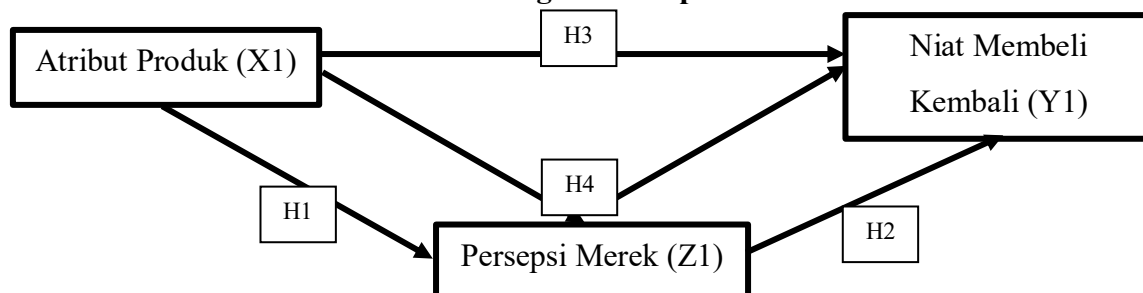 H3
Atribut Produk (X1)
Niat Membeli
Kembali (Y1)
H4
H1
H2
Persepsi Merek (Z1)